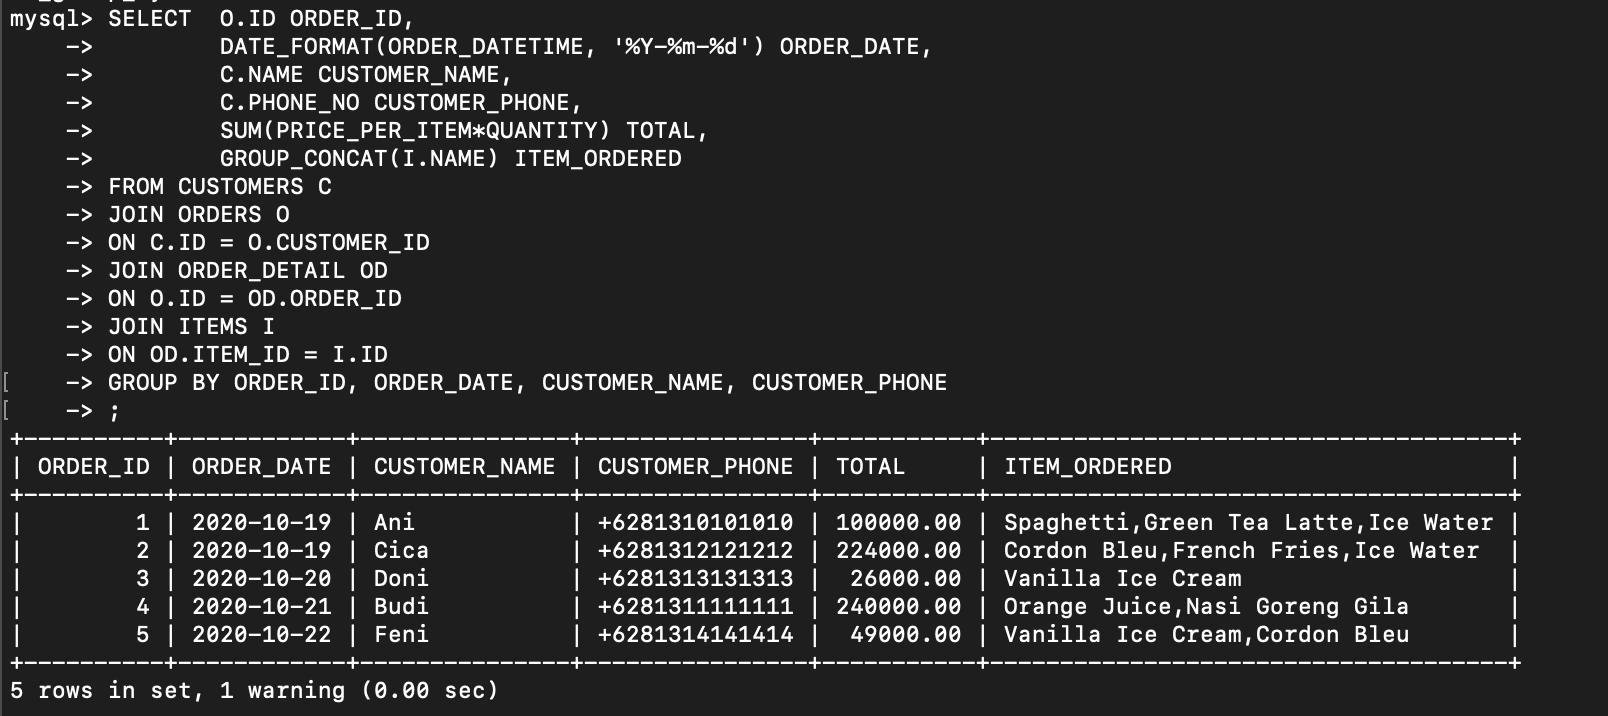 mysql> SELECT  O.ID ORDER_ID,
    ->         DATE_FORMAT(ORDER_DATETIME, '%Y-%m-%d') ORDER_DATE,
    ->         C.NAME CUSTOMER_NAME,
    ->         C.PHONE_NO CUSTOMER_PHONE,
    ->         SUM(PRICE_PER_ITEM*QUANTITY) TOTAL,
    ->         GROUP_CONCAT(I.NAME) ITEM_ORDERED
    -> FROM CUSTOMERS C
    -> JOIN ORDERS O
    -> ON C.ID = O.CUSTOMER_ID
    -> JOIN ORDER_DETAIL OD
    -> ON O.ID = OD.ORDER_ID
    -> JOIN ITEMS I
    -> ON OD.ITEM_ID = I.ID
[    -> GROUP BY ORDER_ID, ORDER_DATE, CUSTOMER_NAME, CUSTOMER_PHONE
[    -> ;
+----------+------------+---------------+----------------+-----------+-------------------------------------+
| ORDER_ID | ORDER_DATE | CUSTOMER_NAME | CUSTOMER_PHONE | TOTAL     | ITEM_ORDERED                        |
+----------+------------+---------------+----------------+-----------+-------------------------------------+
|        1 | 2020-10-19 | Ani           | +6281310101010 | 100000.00 | Spaghetti,Green Tea Latte,Ice Water |
|        2 | 2020-10-19 | Cica          | +6281312121212 | 224000.00 | Cordon Bleu,French Fries,Ice Water  |
|        3 | 2020-10-20 | Doni          | +6281313131313 |  26000.00 | Vanilla Ice Cream                   |
|        4 | 2020-10-21 | Budi          | +6281311111111 | 240000.00 | Orange Juice,Nasi Goreng Gila       |
|        5 | 2020-10-22 | Feni          | +6281314141414 |  49000.00 | Vanilla Ice Cream,Cordon Bleu       |
+----------+------------+---------------+----------------+-----------+-------------------------------------+
5 rows in set, 1 warning (0.00 sec)